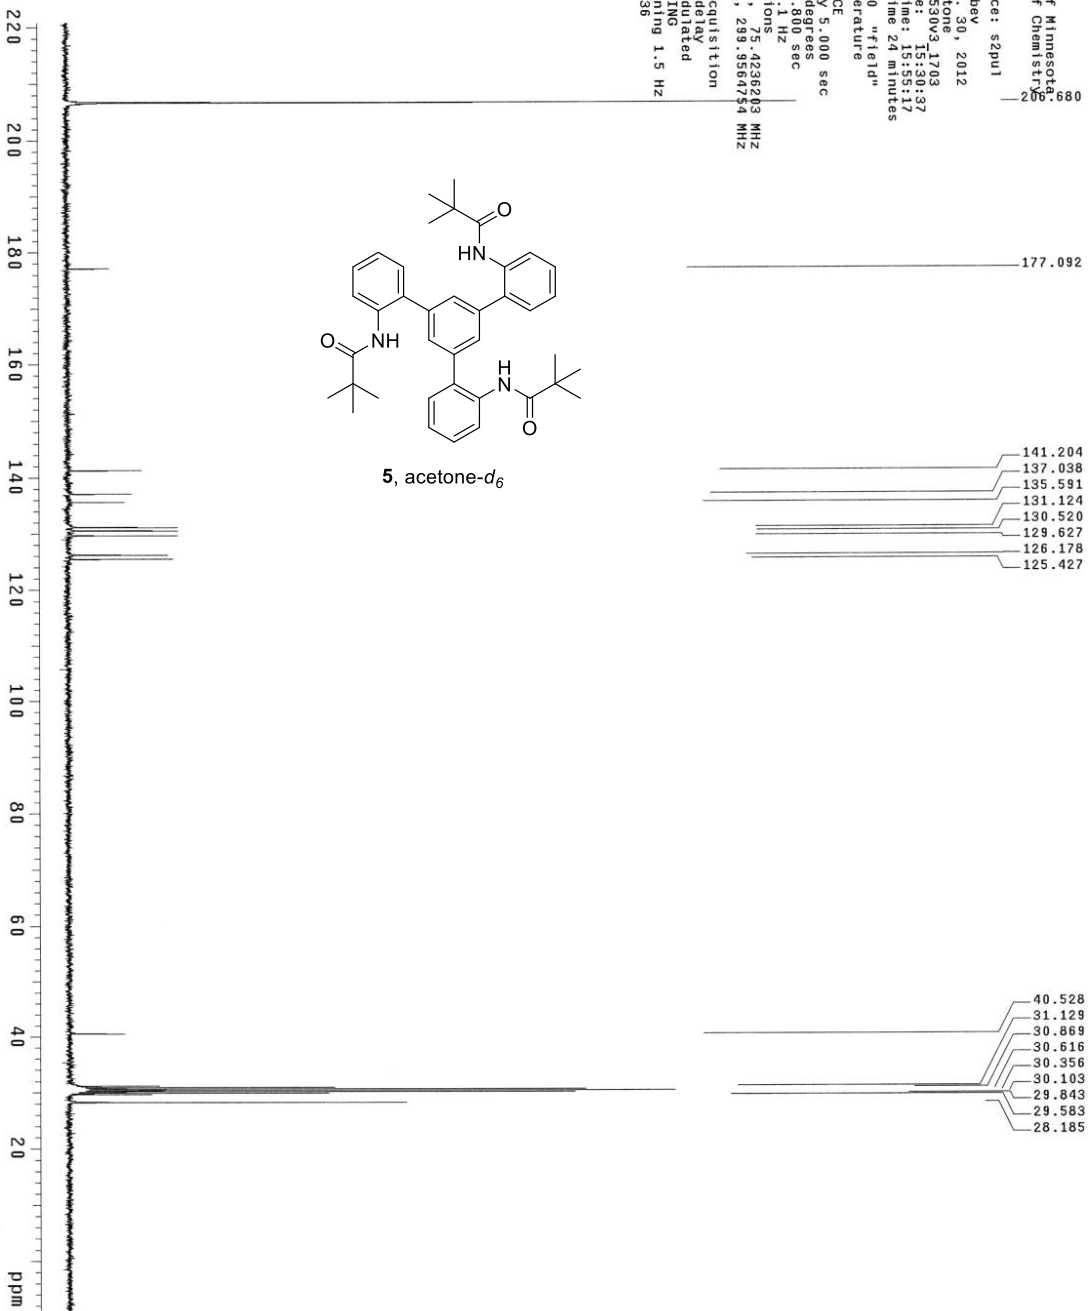 f Minnesota
f Chemistry
ce: s2pul
bev
. 30, 2012
tone
530v3_1703
e: 15:30:37
ime: 15:55:17
ime 24 minutes
0 "field"
erature
CE
y 5.000 sec
degrees
.800 sec
.1 Hz
ions
, 75.4236203 MHz
, 299.9564754 MHz
cquisition
delay
dulated
ING
ning 1.5 Hz
36
206.680
177.092
141.204
137.038
135.591
131.124
130.520
129.627
126.178
125.427
40.528
31.129
30.869
30.616
30.356
30.103
29.843
29.583
28.185
O
HN
O
NH
H
N
O
5, acetone-d6
220
200
180
160
140
120
100
80
60
40
20
ppm